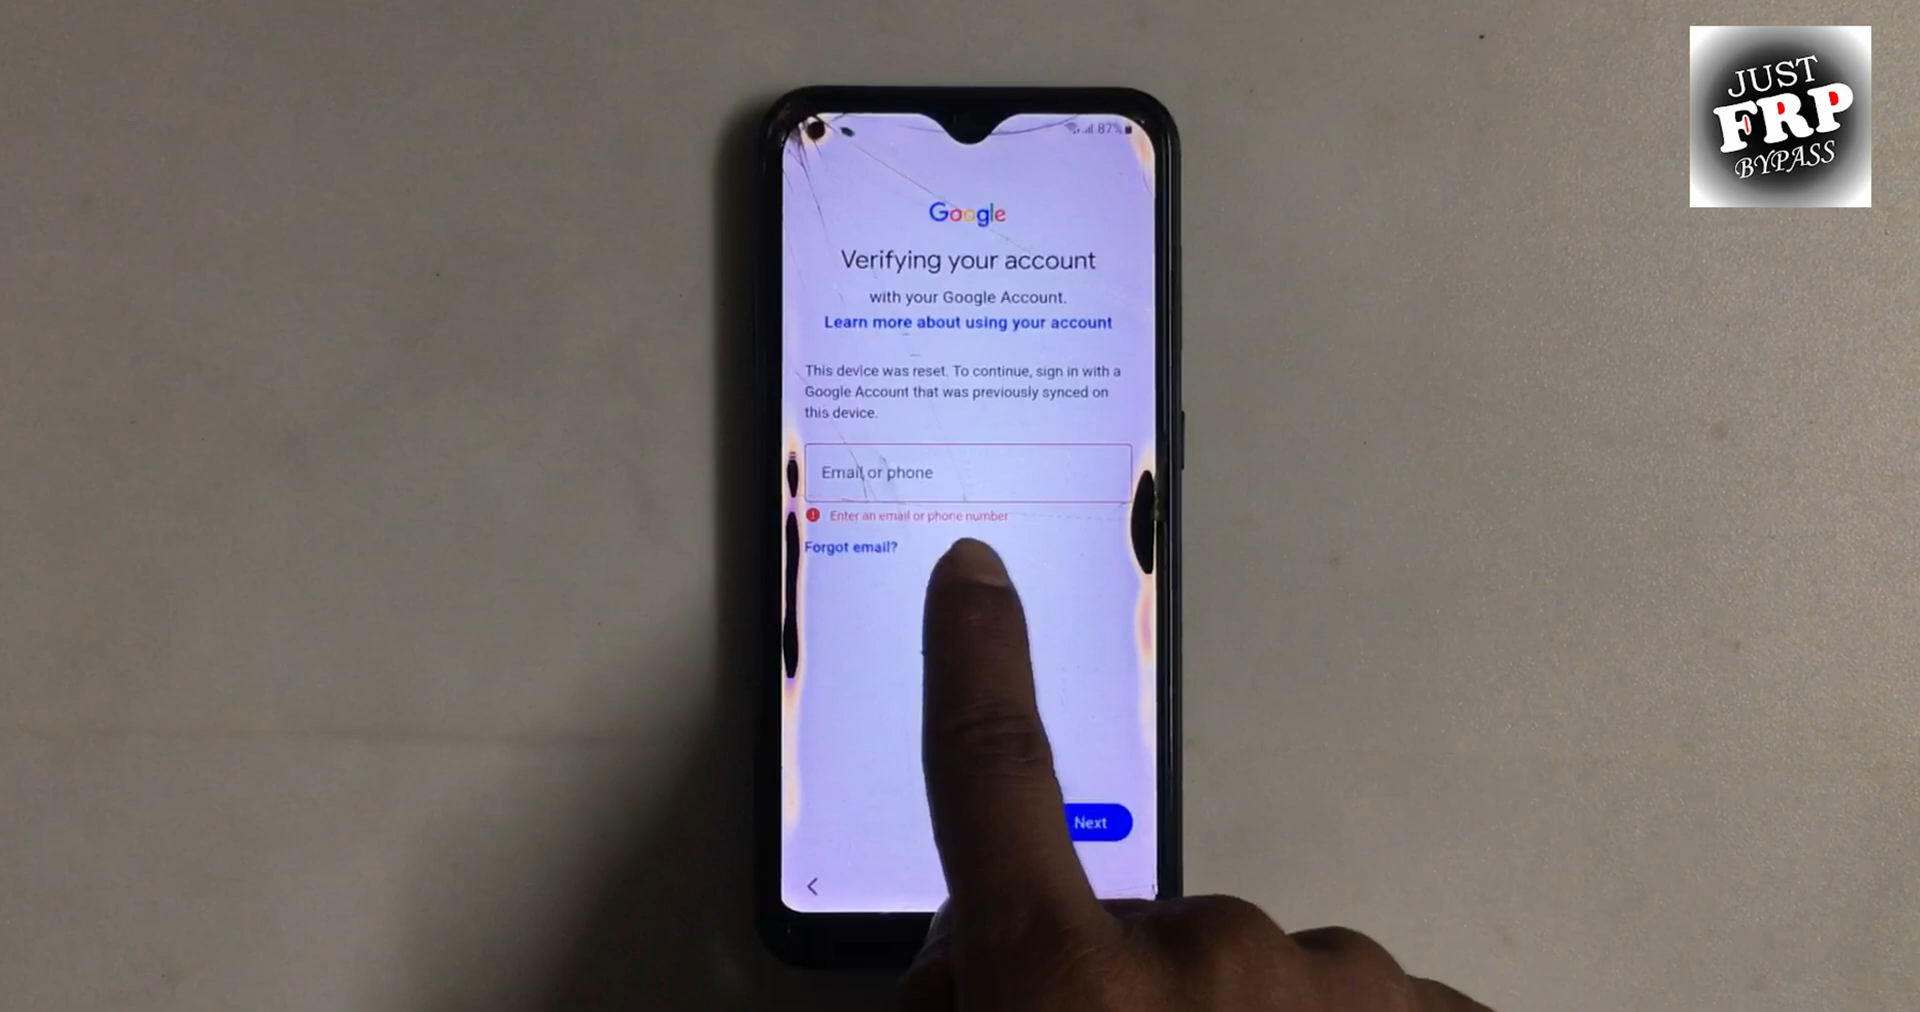 JUST
FRP
BYPASS
87%
Google
Verifying your account
with your Google Account.
Learn more about using your account
This device was reset. To continue, sign in with a
Google Account that was previously synced on
this device.
Email or phone
Enter an email or phone number
Forgot email?
Next